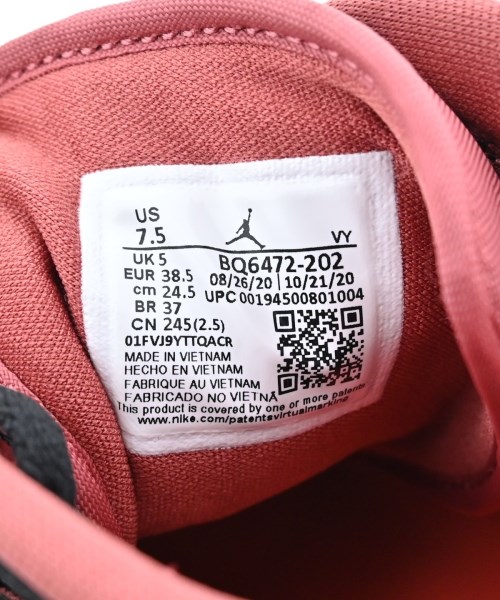 US
7.5 VY
UK 5 BQ6472-202
EUR 38.5 08/26/20 | 10/21/20
cm 24.5 UPC 00194500801004
BR 37
CN 245(2.5)
01FVJ9YTTQACR
MADE IN VIETNAM
HECHO EN VIETNAM
FABRIQUE AU VIETNAM
FABRICADO NO VIETNÃ
This product is covered by one or more patents
www.nike.com/patentsvirtualmarking